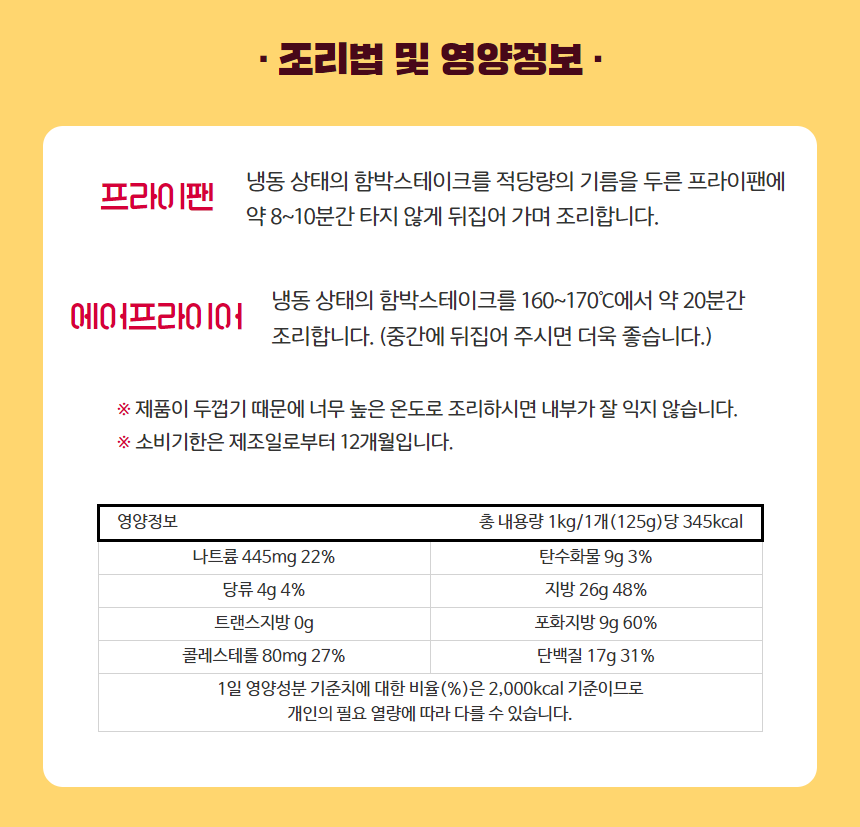 · 조리법 및 영양정보 ·
프라이팬
냉동 상태의 함박스테이크를 적당량의 기름을 두른 프라이팬에
약 8~10분간 타지 않게 뒤집어 가며 조리합니다.
에어프라이어
냉동 상태의 함박스테이크를 160~170℃에서 약 20분간
조리합니다. (중간에 뒤집어 주시면 더욱 좋습니다.)
※ 제품이 두껍기 때문에 너무 높은 온도로 조리하시면 내부가 잘 익지 않습니다.
※ 소비기한은 제조일로부터 12개월입니다.
영양정보 총 내용량 1kg/1개(125g)당 345kcal
나트륨 445mg 22% 탄수화물 9g 3%
당류 4g 4% 지방 26g 48%
트랜스지방 0g 포화지방 9g 60%
콜레스테롤 80mg 27% 단백질 17g 31%
1일 영양성분 기준치에 대한 비율(%)은 2,000kcal 기준이므로
개인의 필요 열량에 따라 다를 수 있습니다.